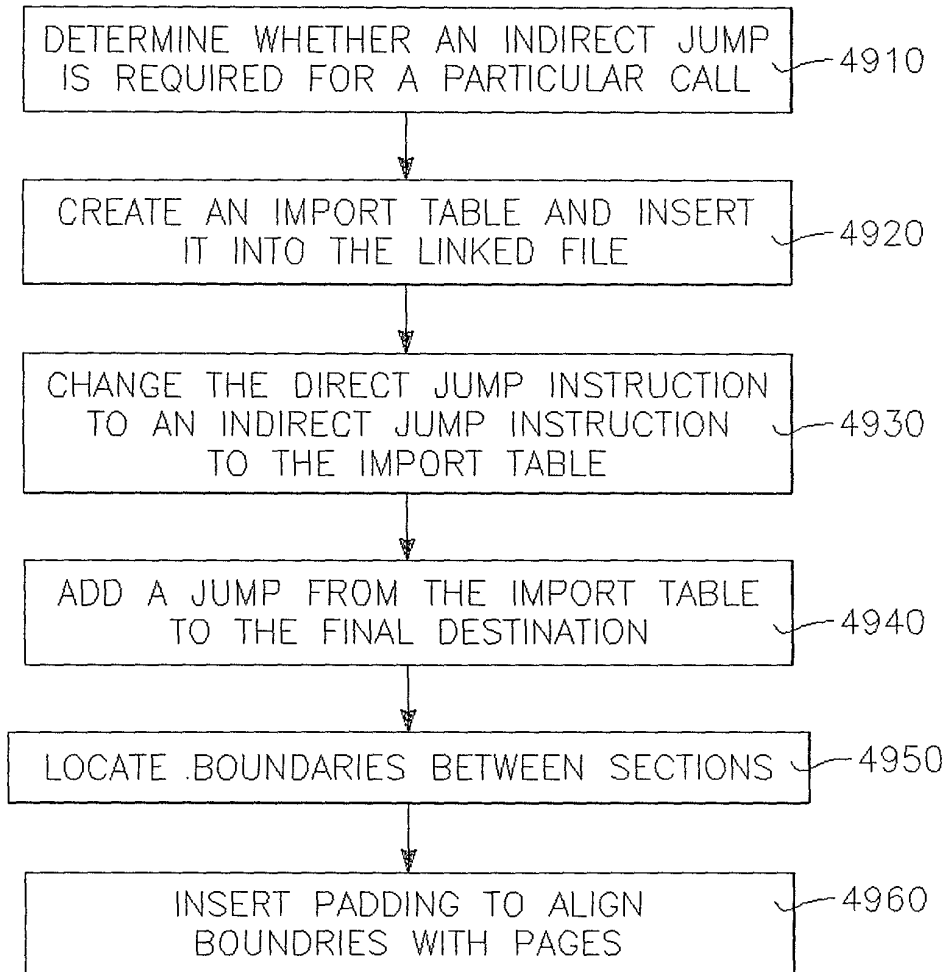 DETERMINE WHETHER AN INDIRECT JUMP
IS REQUIRED FOR A PARTICULAR CALL
4910
CREATE AN IMPORT TABLE AND INSERT
IT INTO THE LINKED FILE
4920
CHANGE THE DIRECT JUMP INSTRUCTION
TO AN INDIRECT JUMP INSTRUCTION
TO THE IMPORT TABLE
4930
ADD A JUMP FROM THE IMPORT TABLE
TO THE FINAL DESTINATION
4940
LOCATE BOUNDARIES BETWEEN SECTIONS
4950
INSERT PADDING TO ALIGN
BOUNDRIES WITH PAGES
4960